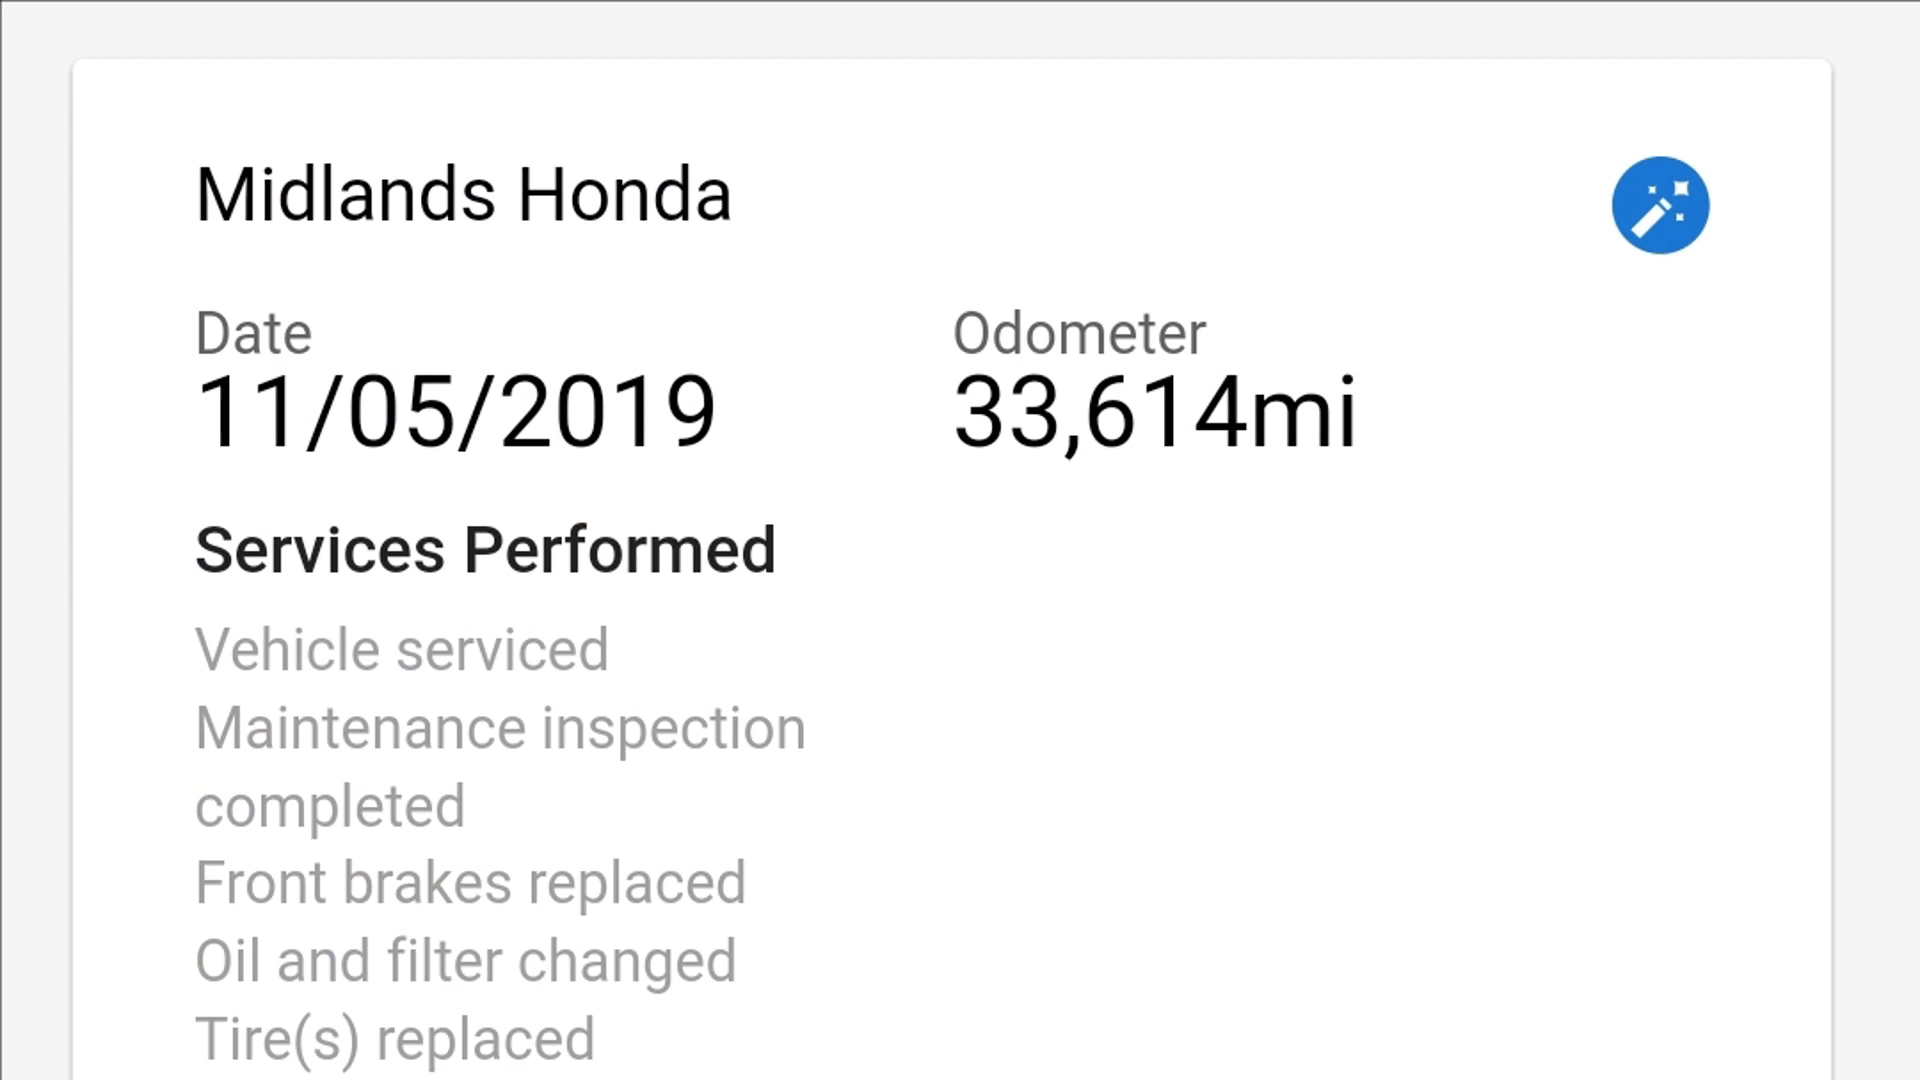 Midlands Honda
Date
Odometer
11/05/2019
33,614mi
Services Performed
Vehicle serviced
Maintenance inspection
completed
Front brakes replaced
Oil and filter changed
Tire(s) replaced